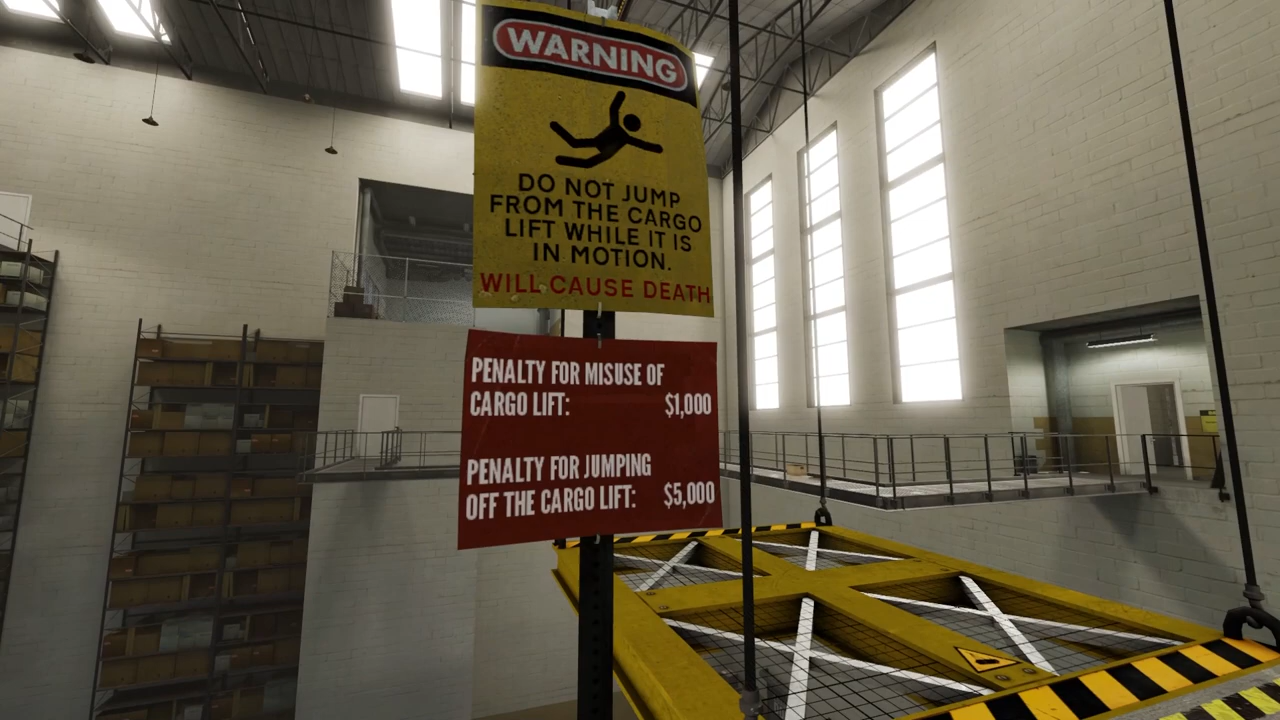 WARNING
DO NOT JUMP
FROM THE CARGO
LIFT WHILE IT IS
IN MOTION.
WILL CAUSE DEATH
PENALTY FOR MISUSE OF
CARGO LIFT: $1,000
PENALTY FOR JUMPING
OFF THE CARGO LIFT: $5,000